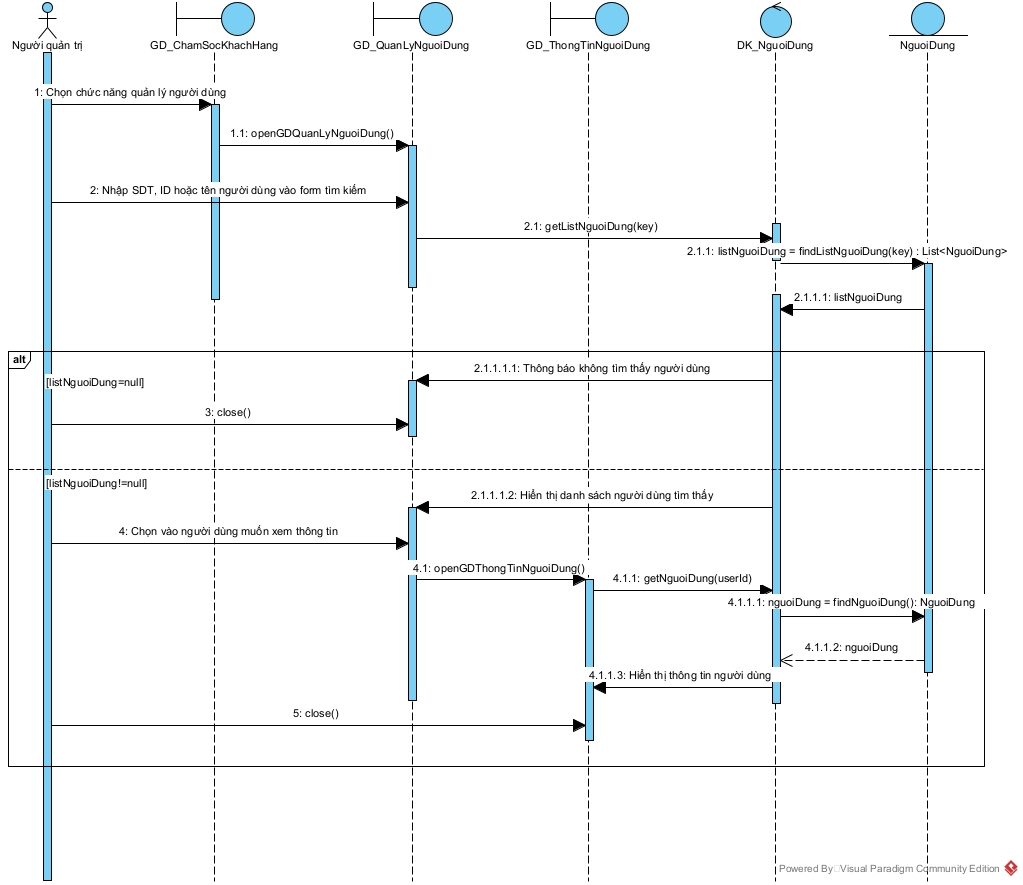 Người quản trị
GD_ChamSocKhachHang
GD_QuanLyNguoiDung
GD_ThongTinNguoiDung
DK_NguoiDung
NguoiDung
1: Chọn chức năng quản lý người dùng
1.1: openGDQuanLyNguoiDung()
2: Nhập SDT, ID hoặc tên người dùng vào form tìm kiếm
2.1: getListNguoiDung(key)
2.1.1: listNguoiDung = findListNguoiDung(key) : List<NguoiDung>
2.1.1.1: listNguoiDung
alt
2.1.1.1.1: Thông báo không tìm thấy người dùng
[listNguoiDung=null]
3: close()
[listNguoiDung!=null]
2.1.1.1.2: Hiển thị danh sách người dùng tìm thấy
4: Chọn vào người dùng muốn xem thông tin
4.1: openGDThongTinNguoiDung()
4.1.1: getNguoiDung(userId)
4.1.1.1: nguoiDung = findNguoiDung(): NguoiDung
4.1.1.2: nguoiDung
4.1.1.3: Hiển thị thông tin người dùng
5: close()
Powered By Visual Paradigm Community Edition